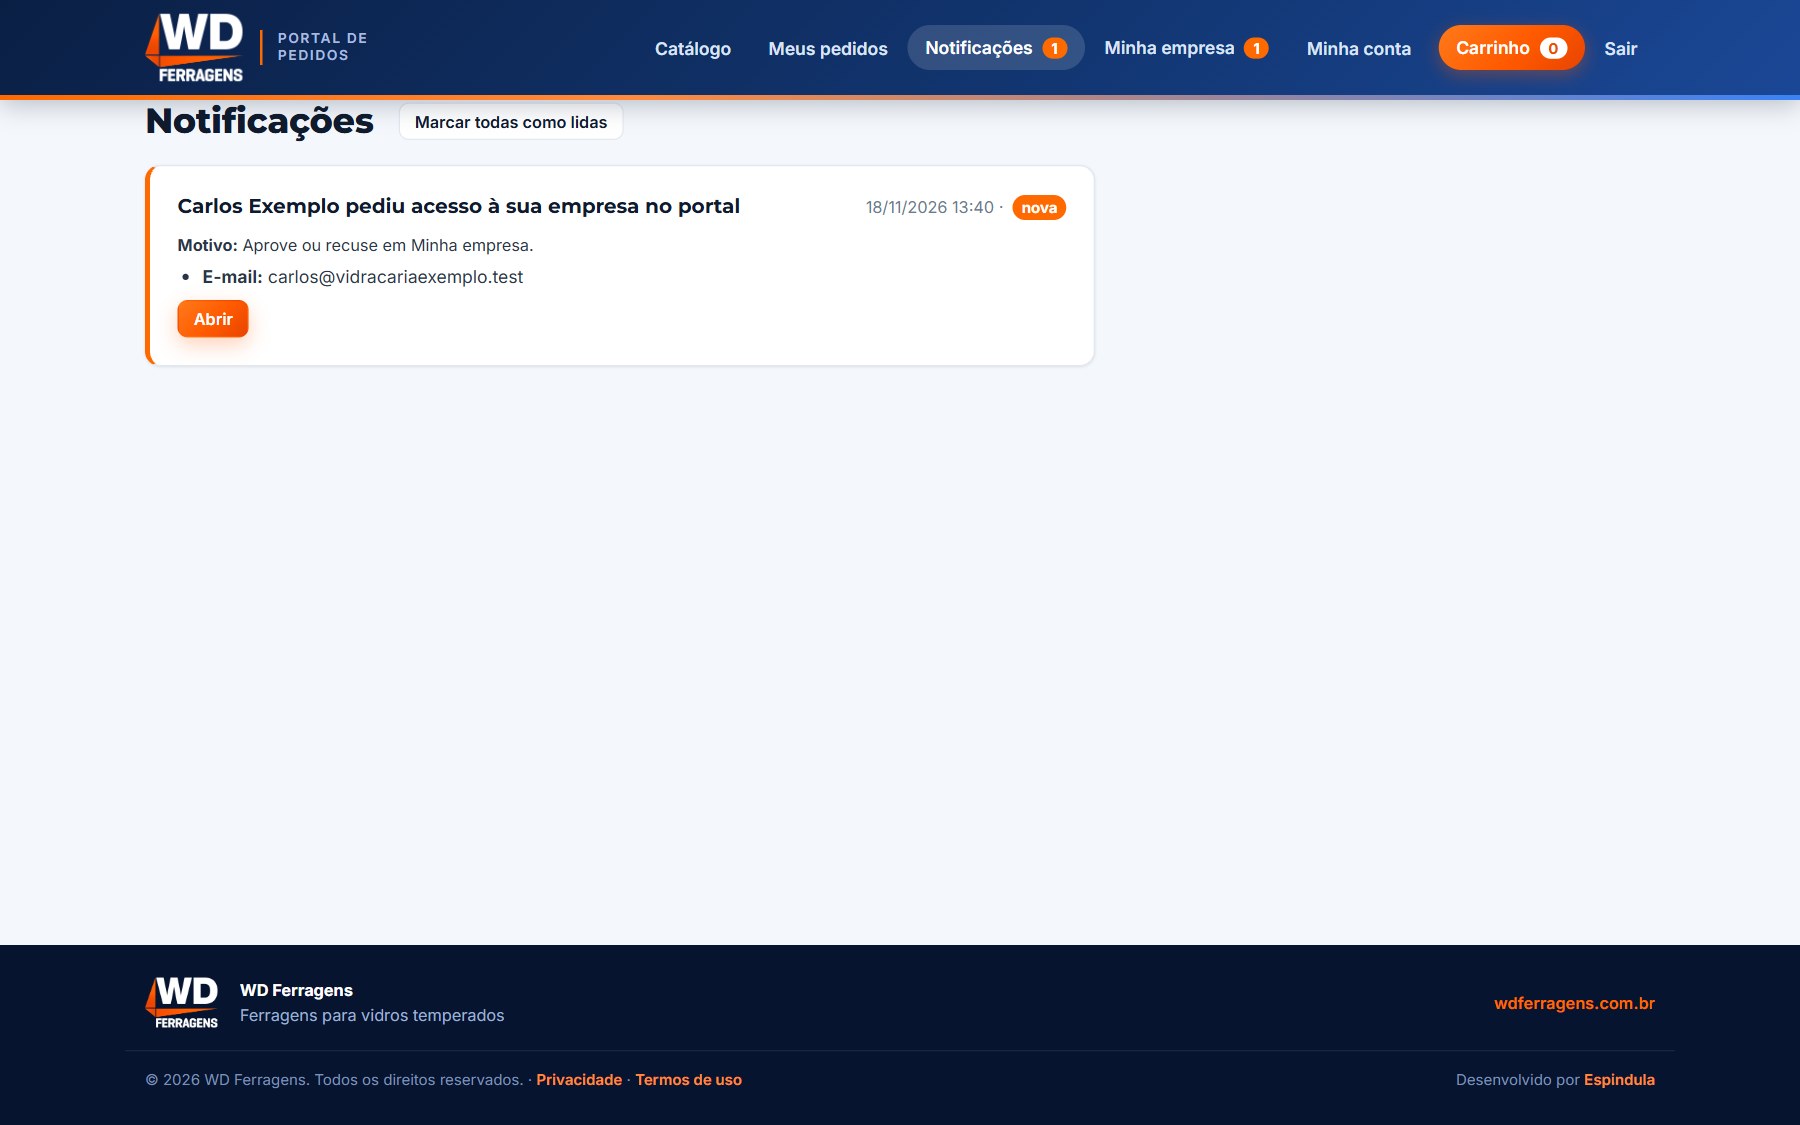 WD
FERRAGENS
PORTAL DE
PEDIDOS
Catálogo Meus pedidos Notificações 1 Minha empresa 1 Minha conta Carrinho 0 Sair
Notificações Marcar todas como lidas
Carlos Exemplo pediu acesso à sua empresa no portal 18/11/2026 13:40 · nova
Motivo: Aprove ou recuse em Minha empresa.
• E-mail: carlos@vidracariaexemplo.test
Abrir
WD
FERRAGENS
WD Ferragens
Ferragens para vidros temperados
wdferragens.com.br
© 2026 WD Ferragens. Todos os direitos reservados. · Privacidade · Termos de uso
Desenvolvido por Espindula